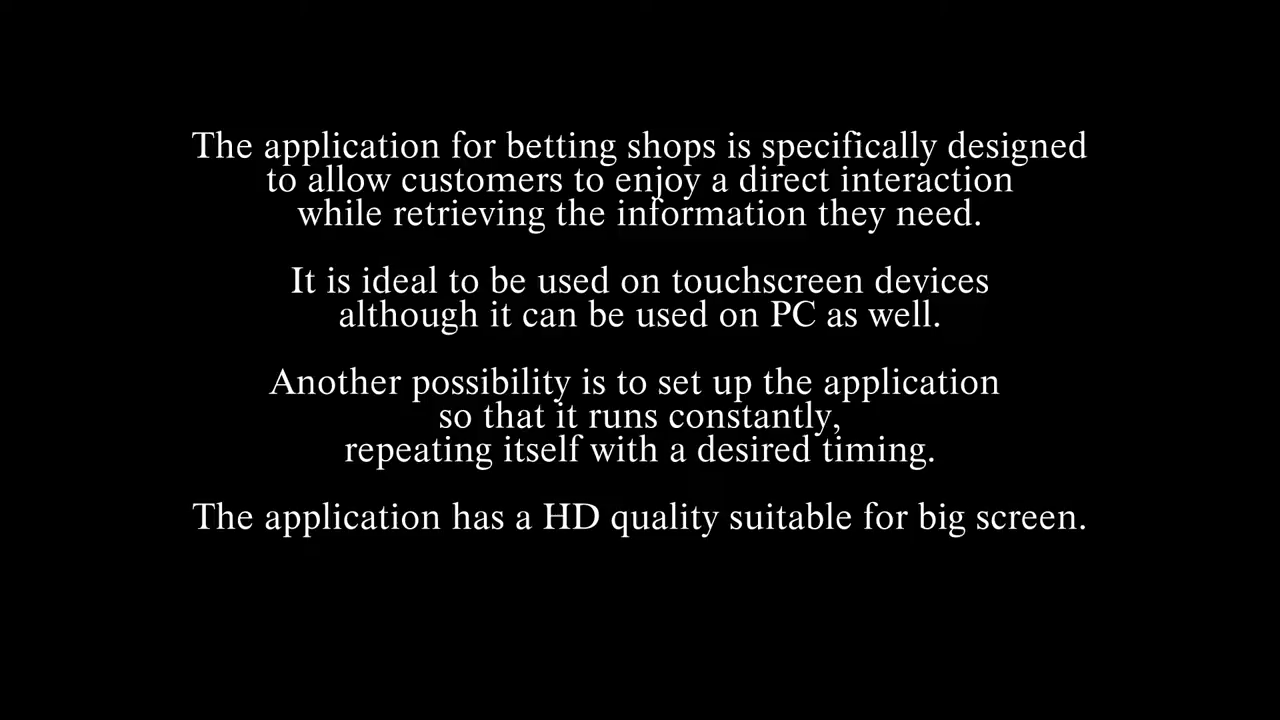 The application for betting shops is specifically designed
to allow customers to enjoy a direct interaction
while retrieving the information they need.
It is ideal to be used on touchscreen devices
although it can be used on PC as well.
Another possibility is to set up the application
so that it runs constantly,
repeating itself with a desired timing.
The application has a HD quality suitable for big screen.